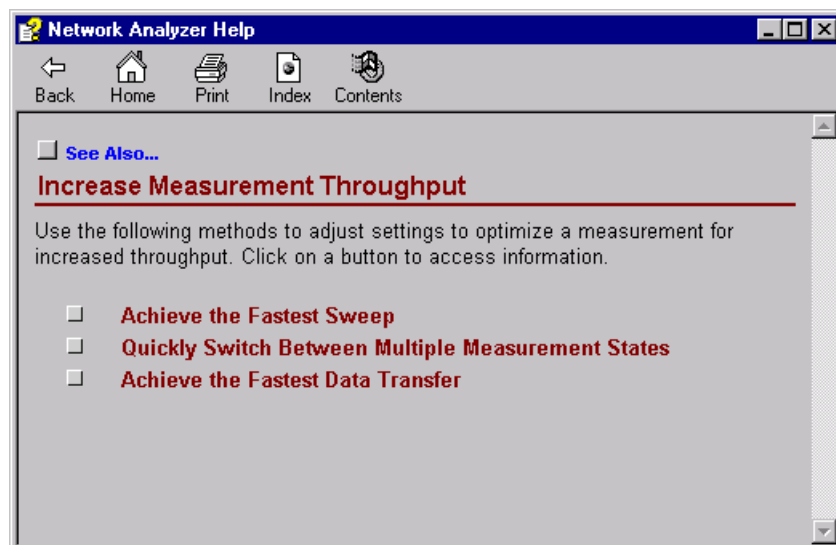 Network Analyzer Help
Back Home Print Index Contents
See Also...
Increase Measurement Throughput
Use the following methods to adjust settings to optimize a measurement for
increased throughput. Click on a button to access information.
Achieve the Fastest Sweep
Quickly Switch Between Multiple Measurement States
Achieve the Fastest Data Transfer